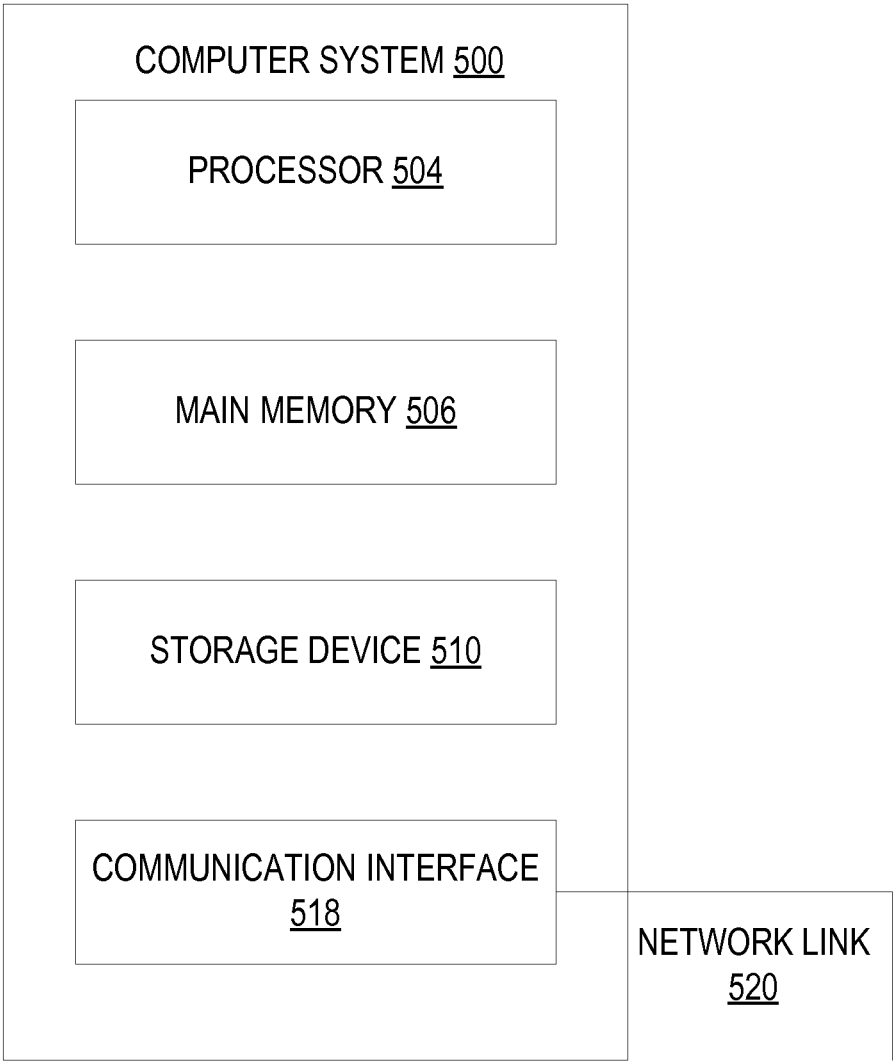 COMPUTER SYSTEM 500
PROCESSOR 504
MAIN MEMORY 506
STORAGE DEVICE 510
COMMUNICATION INTERFACE
518
NETWORK LINK
520